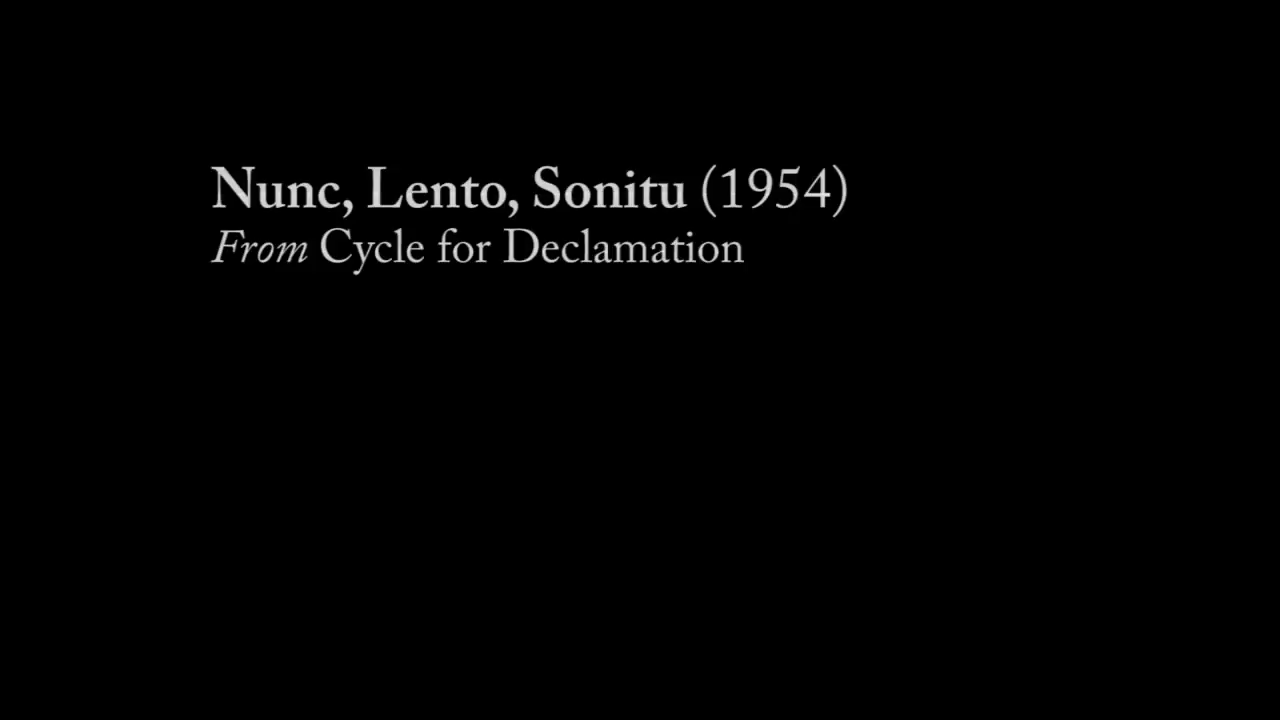 Nunc, Lento, Sonitu (1954)
From Cycle for Declamation